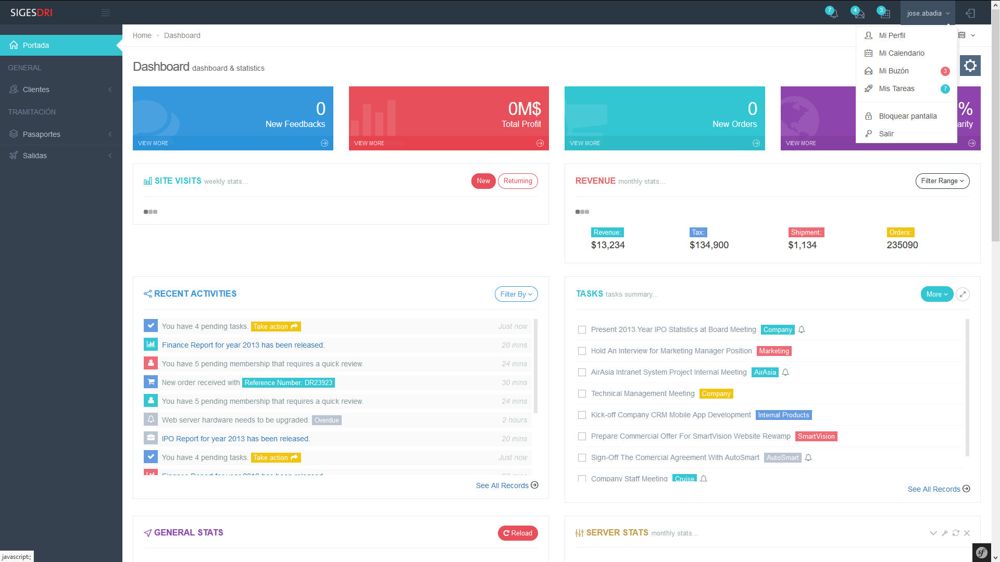 SIGESDRI
7
4
3
jose.abadia
Portada
GENERAL
Clientes
TRAMITACIÓN
Pasaportes
Salidas
Home
Dashboard
Mi Perfil
Mi Calendario
Mi Buzón 3
Mis Tareas 7
Bloquear pantalla
Salir
Dashboard dashboard & statistics
0
New Feedbacks
VIEW MORE
0M$
Total Profit
VIEW MORE
0
New Orders
VIEW MORE
%
arity
VIEW MORE
SITE VISITS weekly stats...
New
Returning
REVENUE monthly stats...
Filter Range
Revenue:
$13,234
Tax:
$134,900
Shipment:
$1,134
Orders:
235090
RECENT ACTIVITIES
Filter By
You have 4 pending tasks. Take action Just now
Finance Report for year 2013 has been released. 20 mins
You have 5 pending membership that requires a quick review. 24 mins
New order received with Reference Number: DR23923 30 mins
You have 5 pending membership that requires a quick review. 24 mins
Web server hardware needs to be upgraded. Overdue 2 hours
IPO Report for year 2013 has been released. 20 mins
You have 4 pending tasks. Take action Just now
See All Records
TASKS tasks summary...
More
Present 2013 Year IPO Statistics at Board Meeting Company
Hold An Interview for Marketing Manager Position Marketing
AirAsia Intranet System Project Internal Meeting AirAsia
Technical Management Meeting Company
Kick-off Company CRM Mobile App Development Internal Products
Prepare Commercial Offer For SmartVision Website Rewamp SmartVision
Sign-Off The Comercial Agreement With AutoSmart AutoSmart
Company Staff Meeting Cruise
See All Records
GENERAL STATS
Reload
SERVER STATS monthly stats...
javascript:;
sf